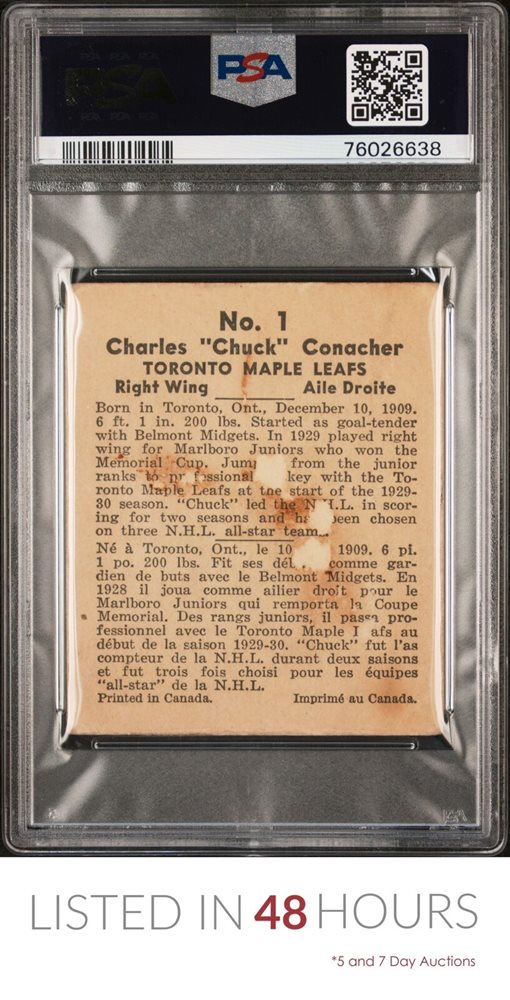 PSA
76026638
No. 1
Charles "Chuck" Conacher
TORONTO MAPLE LEAFS
Right Wing Aile Droite
Born in Toronto, Ont., December 10, 1909.
6 ft. 1 in. 200 lbs. Started as goal-tender
with Belmont Midgets. In 1929 played right
wing for Marlboro Juniors who won the
Memorial Cup. from the junior
ranks to key with the To-
ronto Maple Leafs at the start of the 1929-
30 season. "Chuck" led the N.H.L. in scor-
ing for two seasons and been chosen
on three N.H.L. all-star team
Né à Toronto, Ont., le 10 1909. 6 pi.
1 po. 200 lbs. Fit ses comme gar-
dien de buts avec le Belmont Midgets. En
1928 il joua comme ailier droit pour le
Marlboro Juniors qui remporta la Coupe
Memorial. Des rangs juniors, il passa pro-
fessionnel avec le Toronto Maple afs au
début de la saison 1929-30. "Chuck" fut l'as
compteur de la N.H.L. durant deux saisons
et fut trois fois choisi pour les équipes
"all-star" de la N.H.L.
Printed in Canada. Imprimé au Canada.
LISTED IN 48 HOURS
*5 and 7 Day Auctions